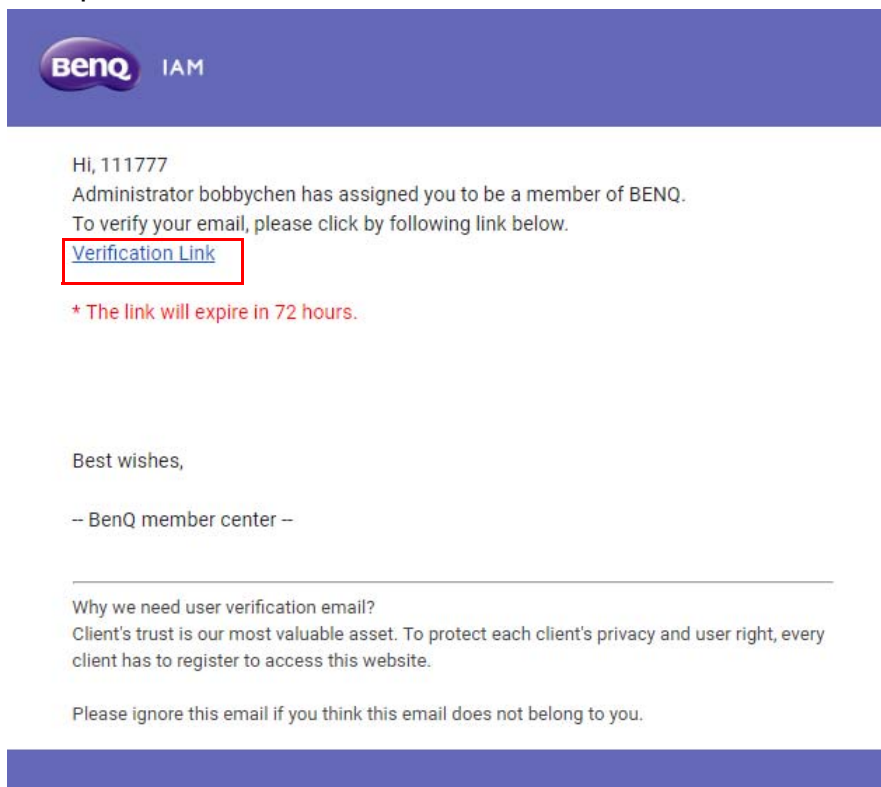 BenQ IAM
Hi, 111777
Administrator bobbychen has assigned you to be a member of BENQ.
To verify your email, please click by following link below.
Verification Link
* The link will expire in 72 hours.
Best wishes,
-- BenQ member center --
Why we need user verification email?
Client's trust is our most valuable asset. To protect each client's privacy and user right, every
client has to register to access this website.
Please ignore this email if you think this email does not belong to you.